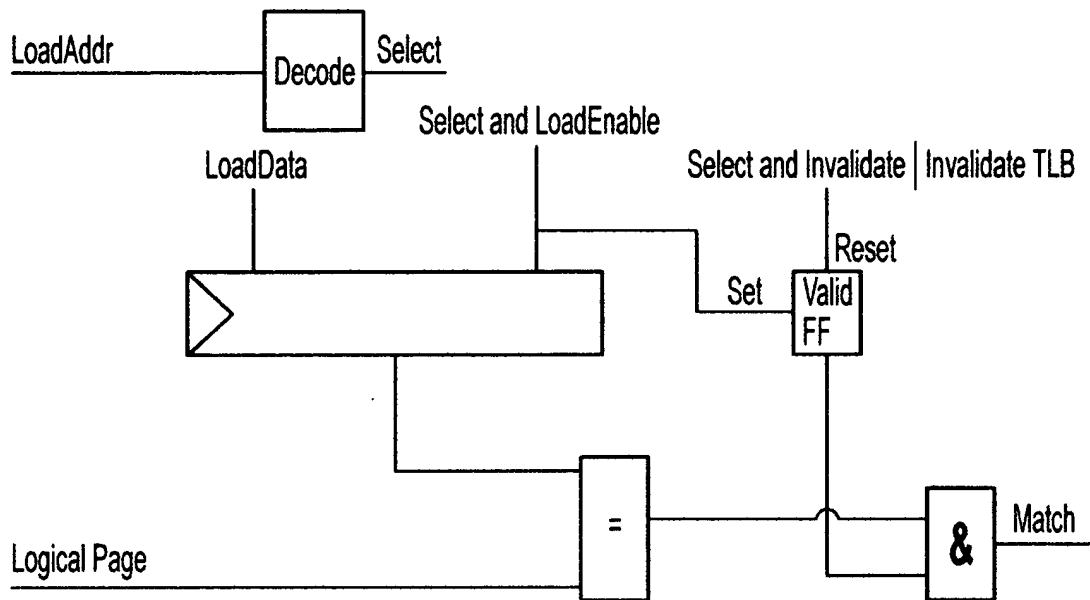 LoadAddr
Decode
Select
Select and LoadEnable
LoadData
Select and Invalidate | Invalidate TLB
Reset
Set
Valid
FF
=
&
Match
Logical Page